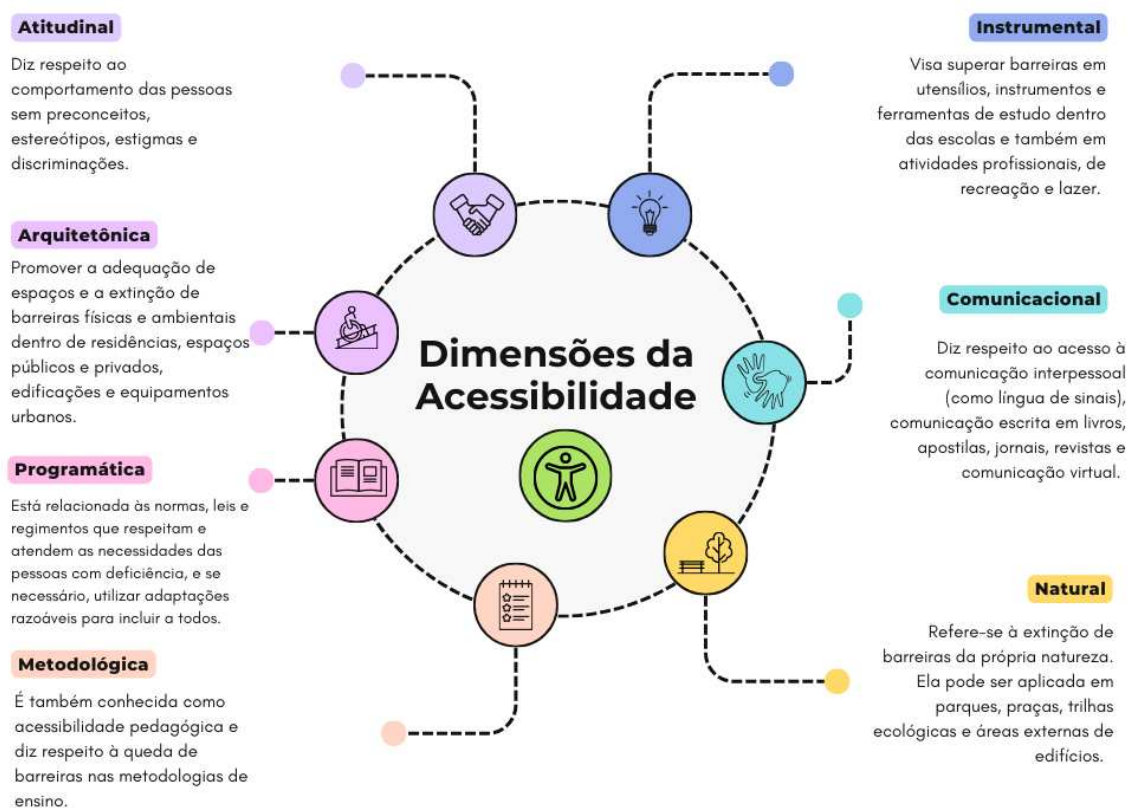 Atitudinal
Diz respeito ao
comportamento das pessoas
sem preconceitos,
estereótipos, estigmas e
discriminações.
Arquitetônica
Promover a adequação de
espaços e a extinção de
barreiras físicas e ambientais
dentro de residências, espaços
públicos e privados,
edificações e equipamentos
urbanos.
Programática
Está relacionada às normas, leis e
regimentos que respeitam e
atendem as necessidades das
pessoas com deficiência, e se
necessário, utilizar adaptações
razoáveis para incluir a todos.
Metodológica
É também conhecida como
acessibilidade pedagógica e
diz respeito à queda de
barreiras nas metodologias de
ensino.
Dimensões da
Acessibilidade
Instrumental
Visa superar barreiras em
utensílios, instrumentos e
ferramentas de estudo dentro
das escolas e também em
atividades profissionais, de
recreação e lazer.
Comunicacional
Diz respeito ao acesso à
comunicação interpessoal
(como língua de sinais),
comunicação escrita em livros,
apostilas, jornais, revistas e
comunicação virtual.
Natural
Refere-se à extinção de
barreiras da própria natureza.
Ela pode ser aplicada em
parques, praças, trilhas
ecológicas e áreas externas de
edifícios.